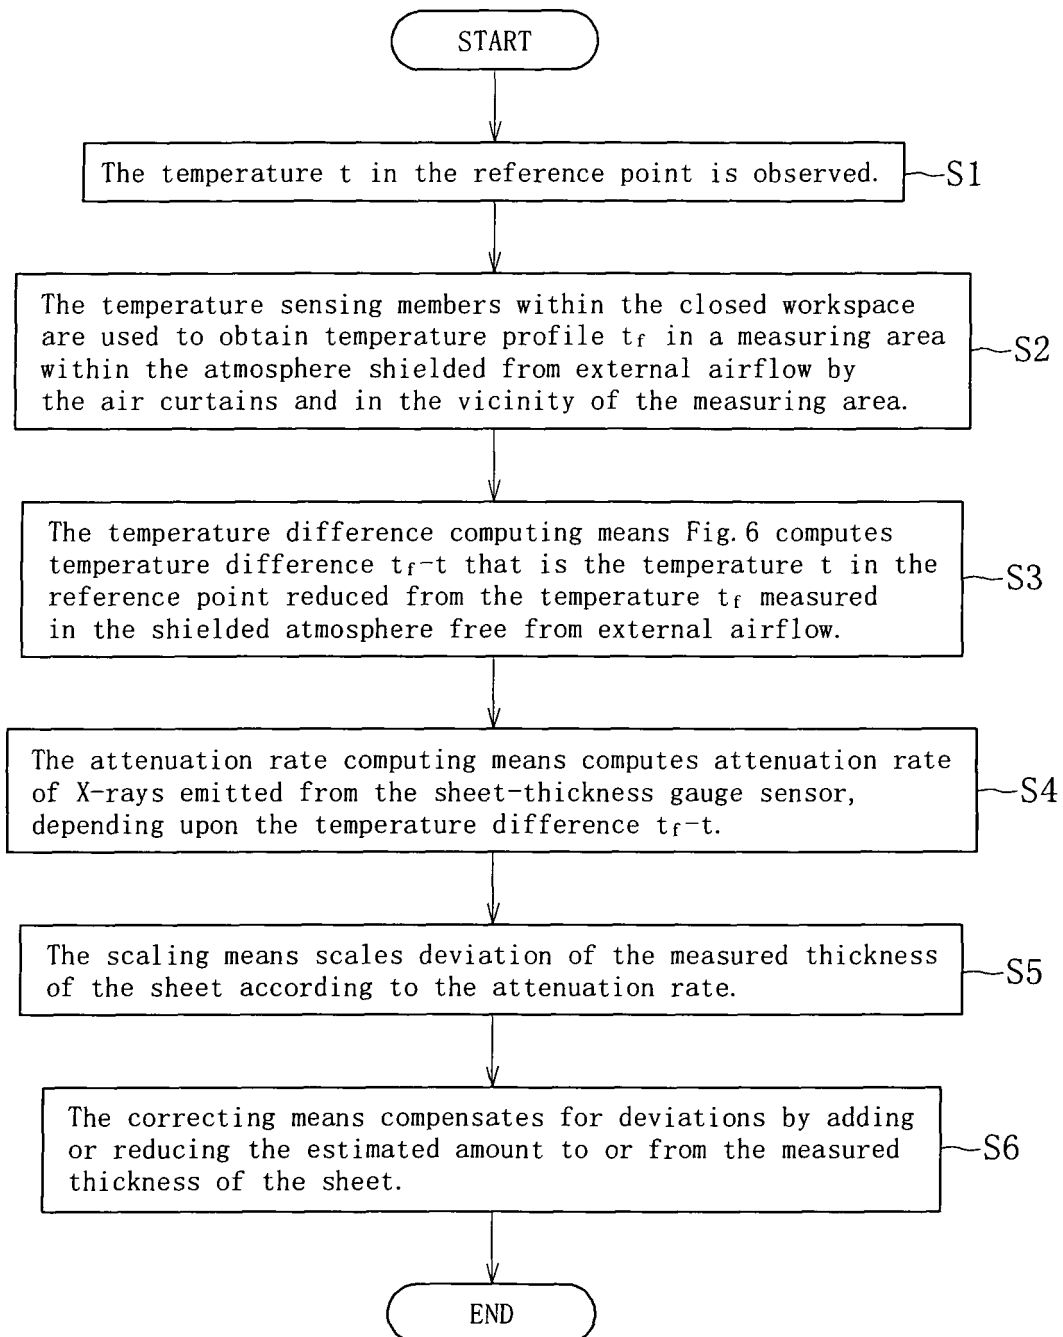 START
The temperature t in the reference point is observed.
S1
The temperature sensing members within the closed workspace
are used to obtain temperature profile tf in a measuring area
within the atmosphere shielded from external airflow by
the air curtains and in the vicinity of the measuring area.
S2
The temperature difference computing means Fig. 6 computes
temperature difference tf-t that is the temperature t in the
reference point reduced from the temperature tf measured
in the shielded atmosphere free from external airflow.
S3
The attenuation rate computing means computes attenuation rate
of X-rays emitted from the sheet-thickness gauge sensor,
depending upon the temperature difference tf-t.
S4
The scaling means scales deviation of the measured thickness
of the sheet according to the attenuation rate.
S5
The correcting means compensates for deviations by adding
or reducing the estimated amount to or from the measured
thickness of the sheet.
S6
END